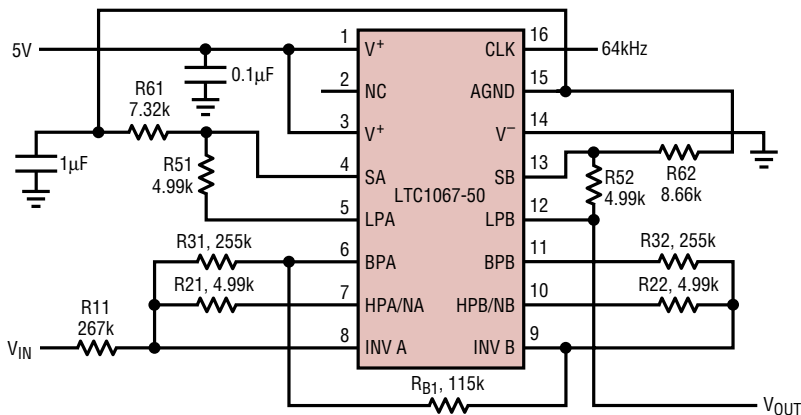 5V
0.1µF
1µF
R61
7.32k
R51
4.99k
R31, 255k
R21, 4.99k
R11
267k
VIN
1
V+
2
NC
3
V+
4
SA
5
LPA
6
BPA
7
HPA/NA
8
INV A
LTC1067-50
16
CLK
64kHz
15
AGND
14
V–
13
SB
12
LPB
11
BPB
10
HPB/NB
9
INV B
R52
4.99k
R62
8.66k
R32, 255k
R22, 4.99k
RB1, 115k
VOUT